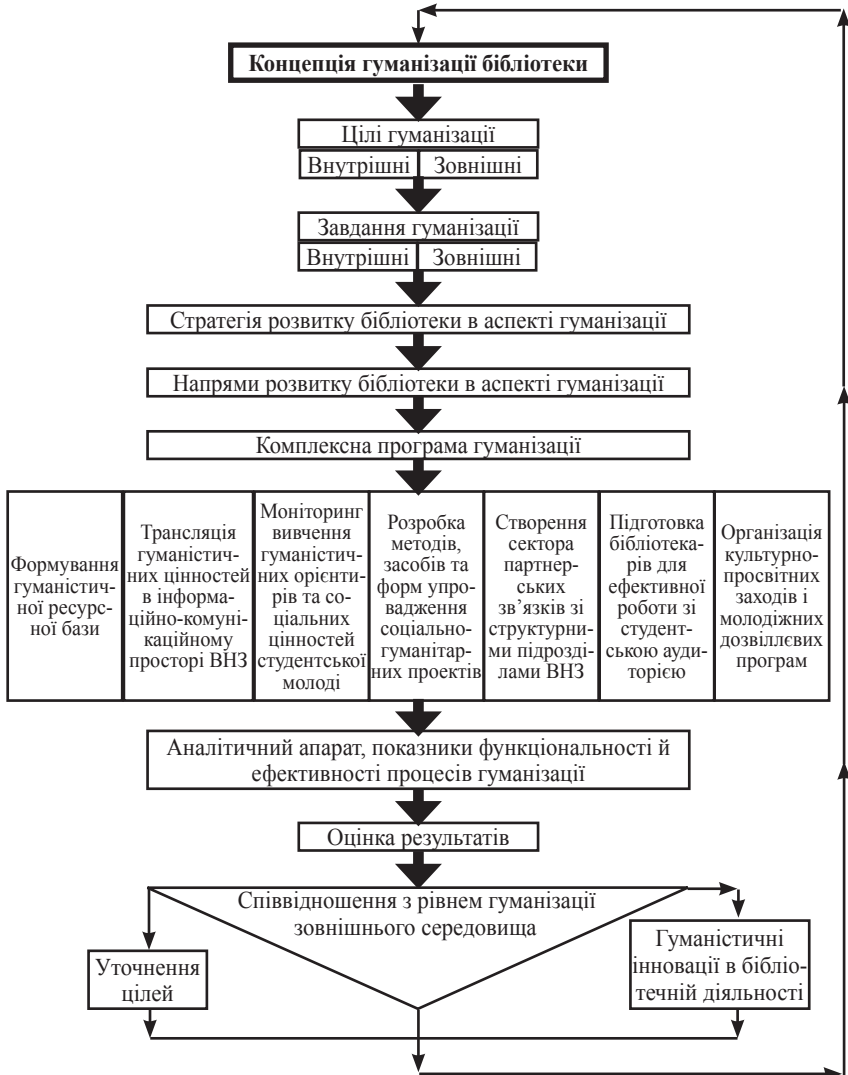 Концепція гуманізації бібліотеки
Цілі гуманізації
Внутрішні
Зовнішні
Завдання гуманізації
Внутрішні
Зовнішні
Стратегія розвитку бібліотеки в аспекті гуманізації
Напрями розвитку бібліотеки в аспекті гуманізації
Комплексна програма гуманізації
Формування
гуманістич-
ної ресурс-
ної бази
Трансляція
гуманістич-
них цінностей
в інформа-
ційно-комуні-
каційному
просторі ВНЗ
Моніторинг
вивчення
гуманістич-
них орієнти-
рів та со-
ціальних
цінностей
студентської
молоді
Розробка
методів,
засобів та
форм упро-
вадження
соціально-
гуманітар-
них проектів
Створення
сектора
партнер-
ських
зв’язків зі
структурни-
ми підрозді-
лами ВНЗ
Підготовка
бібліотека-
рів для
ефективної
роботи зі
студент-
ською ауди-
торією
Організація
культурно-
просвітних
заходів і
молодіжних
дозвіллєвих
програм
Аналітичний апарат, показники функціональності й
ефективності процесів гуманізації
Оцінка результатів
Співвідношення з рівнем гуманізації
зовнішнього середовища
Уточнення
цілей
Гуманістичні
інновації в бібліо-
течній діяльності